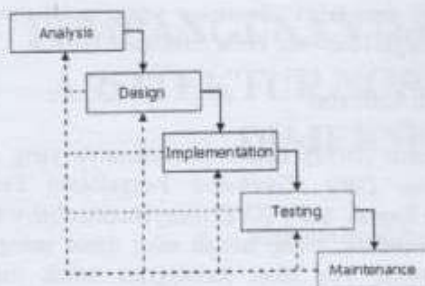 Analysis
Design
Implementation
Testing
Maintenance